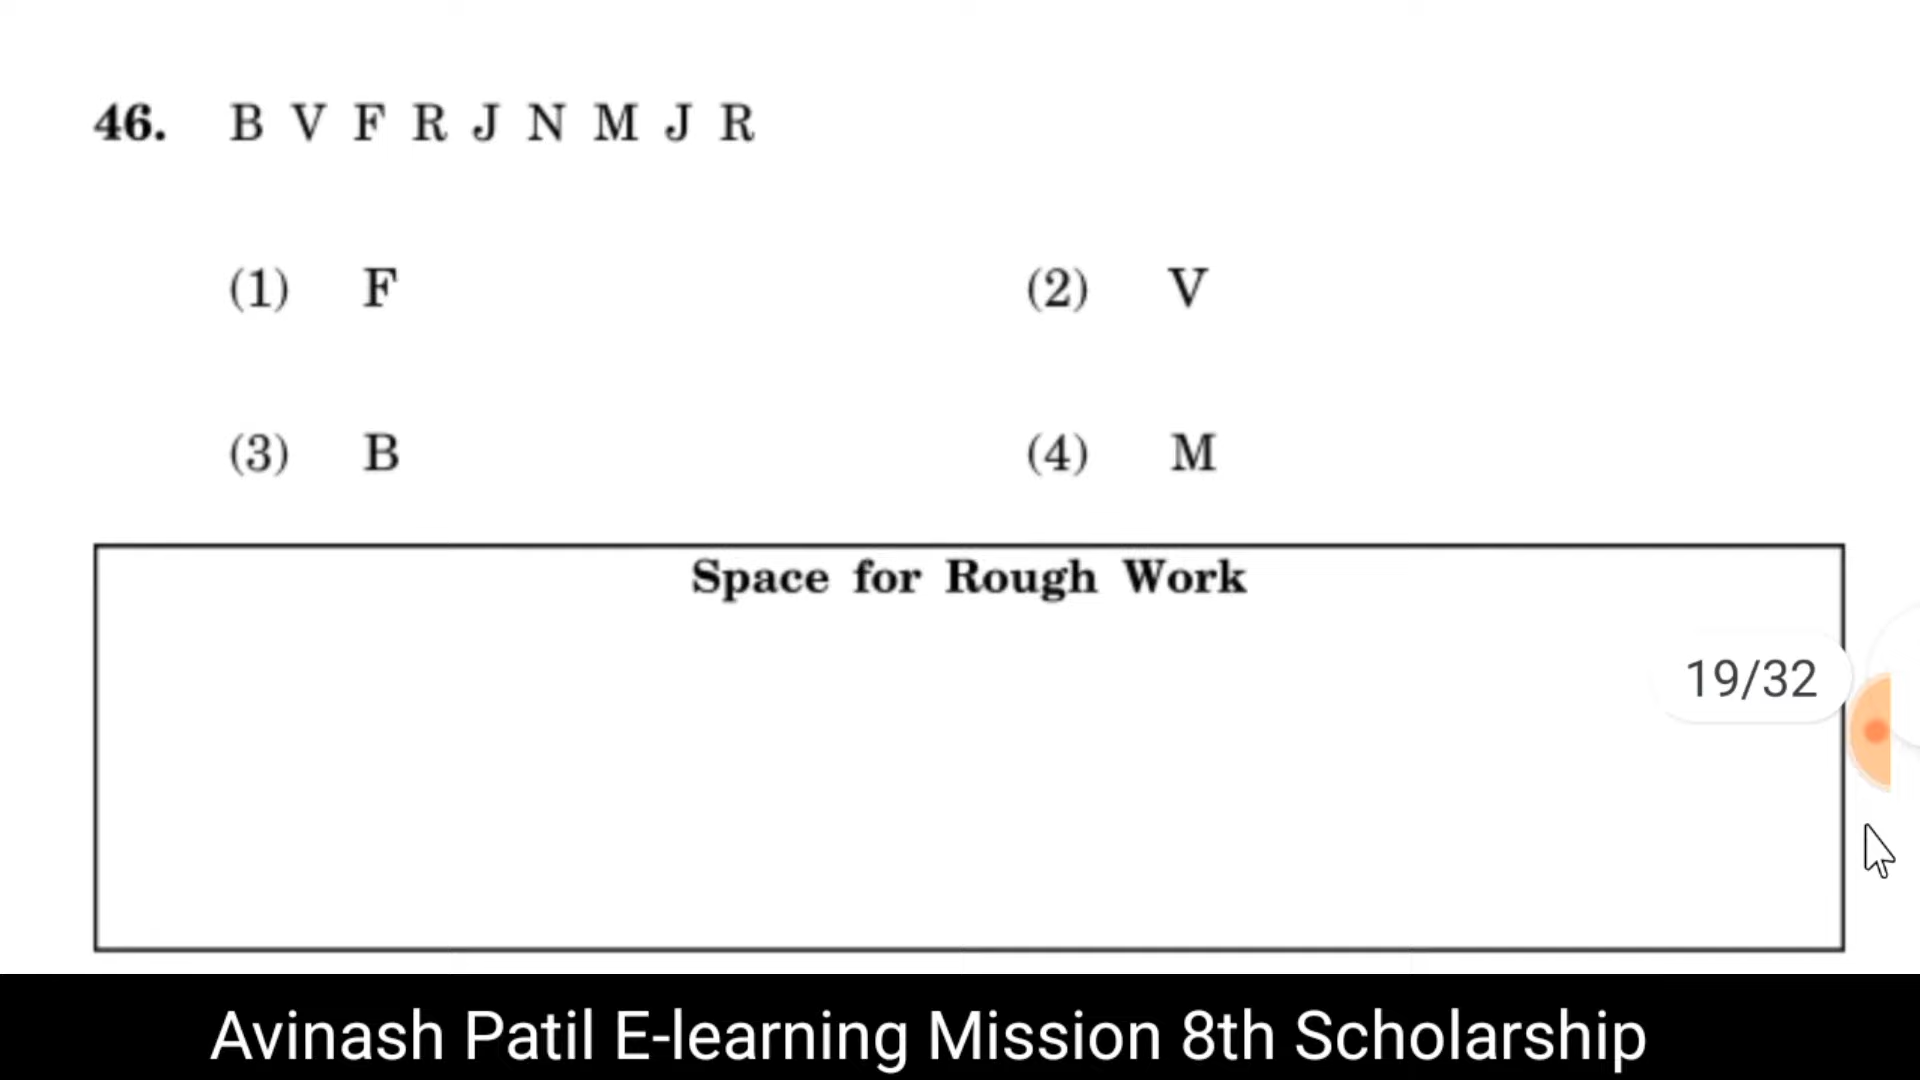 46. B V F R J N M J R
(1) F (2) V
(3) B (4) M
Space for Rough Work
19/32
Avinash Patil E-learning Mission 8th Scholarship